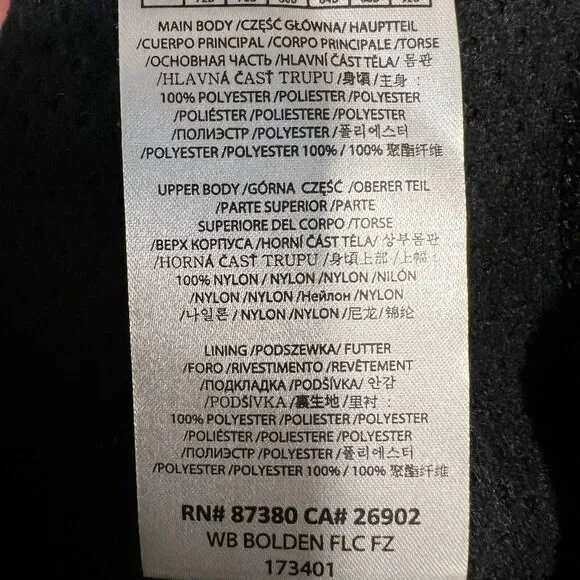 MAIN BODY /CZĘŚĆ GŁÓWNA/ HAUPTTEIL
/CUERPO PRINCIPAL /CORPO PRINCIPALE /TORSE
/ОСНОВНАЯ ЧАСТЬ /HLAVNÍ ČÁST TĚLA/ 몸판
/HLAVNÁ ČASŤ TRUPU /身頃 /主身 :
100% POLYESTER /POLIESTER /POLYESTER
/POLIÉSTER /POLIESTERE /POLYESTER
/ПОЛИЭСТР /POLYESTER /폴리에스터
/POLYESTER /POLYESTER 100% / 100% 聚酯纤维
UPPER BODY /GÓRNA CZĘŚĆ /OBERER TEIL
/PARTE SUPERIOR /PARTE
SUPERIORE DEL CORPO /TORSE
/ВЕРХ КОРПУСА /HORNÍ ČÁST TĚLA/ 상부몸판
/HORNÁ ČASŤ TRUPU /身頃上部 /上幅 :
100% NYLON / NYLON /NYLON /NILÓN
/NYLON /NYLON /Нейлон /NYLON
/나일론 / NYLON /NYLON /尼龙 /锦纶
LINING /PODSZEWKA/ FUTTER
/FORO /RIVESTIMENTO /REVÊTEMENT
/ПОДКЛАДКА /PODŠÍVKA/ 안감
/PODŠÍVKA /裏生地 /里衬 :
100% POLYESTER /POLIESTER /POLYESTER
/POLIÉSTER /POLIESTERE /POLYESTER
/ПОЛИЭСТР /POLYESTER /폴리에스터
/POLYESTER /POLYESTER 100% / 100% 聚酯纤维
RN# 87380 CA# 26902
WB BOLDEN FLC FZ
173401